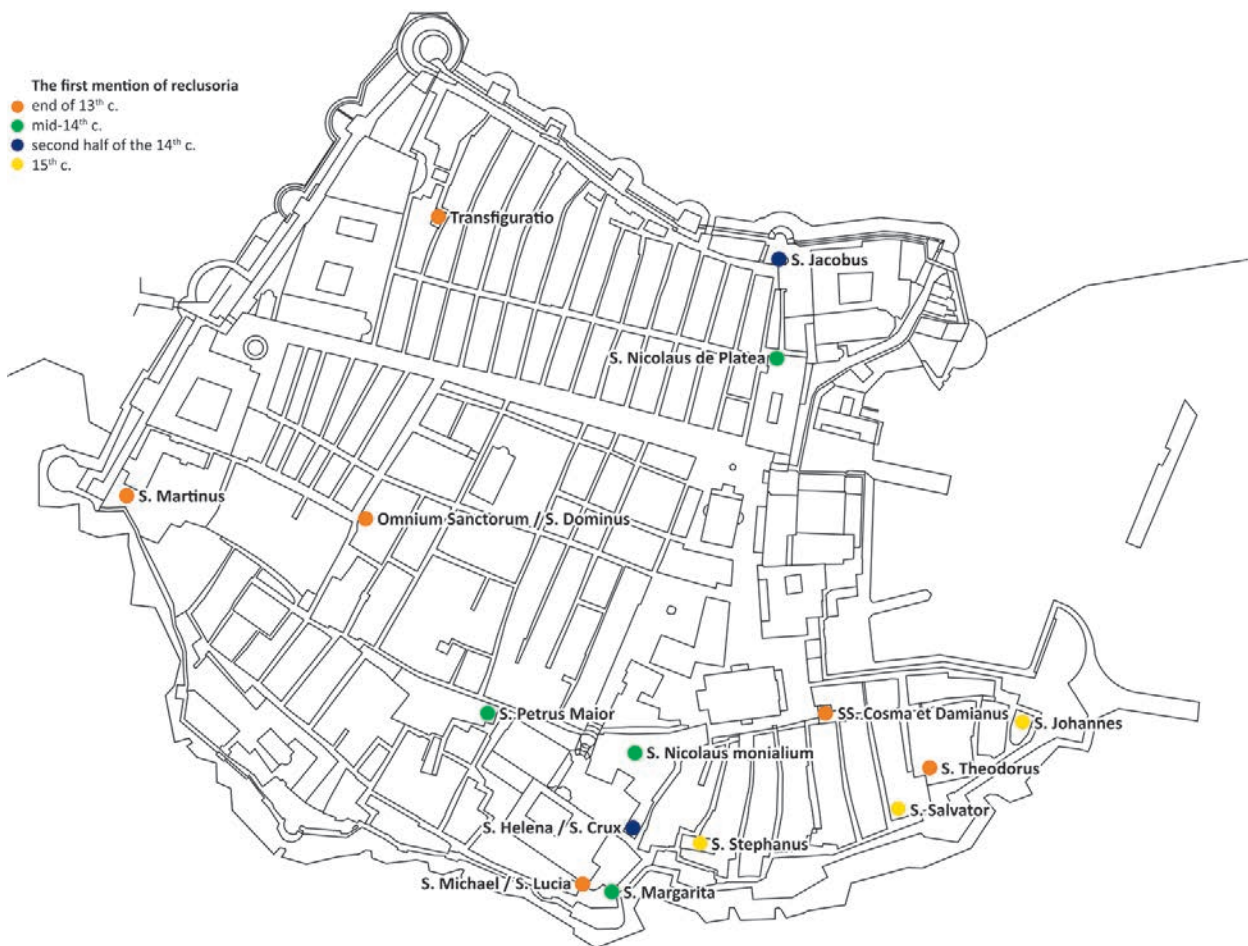 The first mention of reclusoria
end of 13th c.
mid-14th c.
second half of the 14th c.
15th c.
Transfiguratio
S. Jacobus
S. Nicolaus de Platea
S. Martinus
Omnium Sanctorum / S. Dominus
S. Petrus Maior
SS. Cosma et Damianus
S. Johannes
S. Nicolaus monialium
S. Theodorus
S. Salvator
S. Helena / S. Crux
S. Stephanus
S. Michael / S. Lucia
S. Margarita